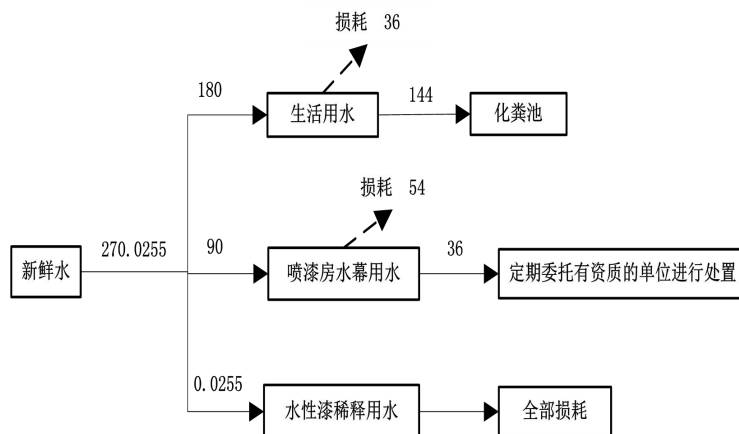 损耗 36
180
生活用水
144
化粪池
损耗 54
新鲜水
270.0255
90
喷漆房水幕用水
36
定期委托有资质的单位进行处置
0.0255
水性漆稀释用水
全部损耗